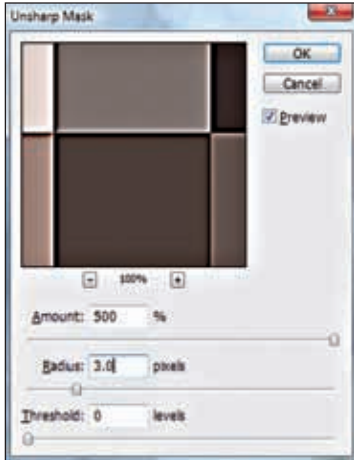 Unsharp Mask
OK
Cancel
Preview
100%
Amount: 500 %
Radius: 3.0 pixels
Threshold: 0 levels